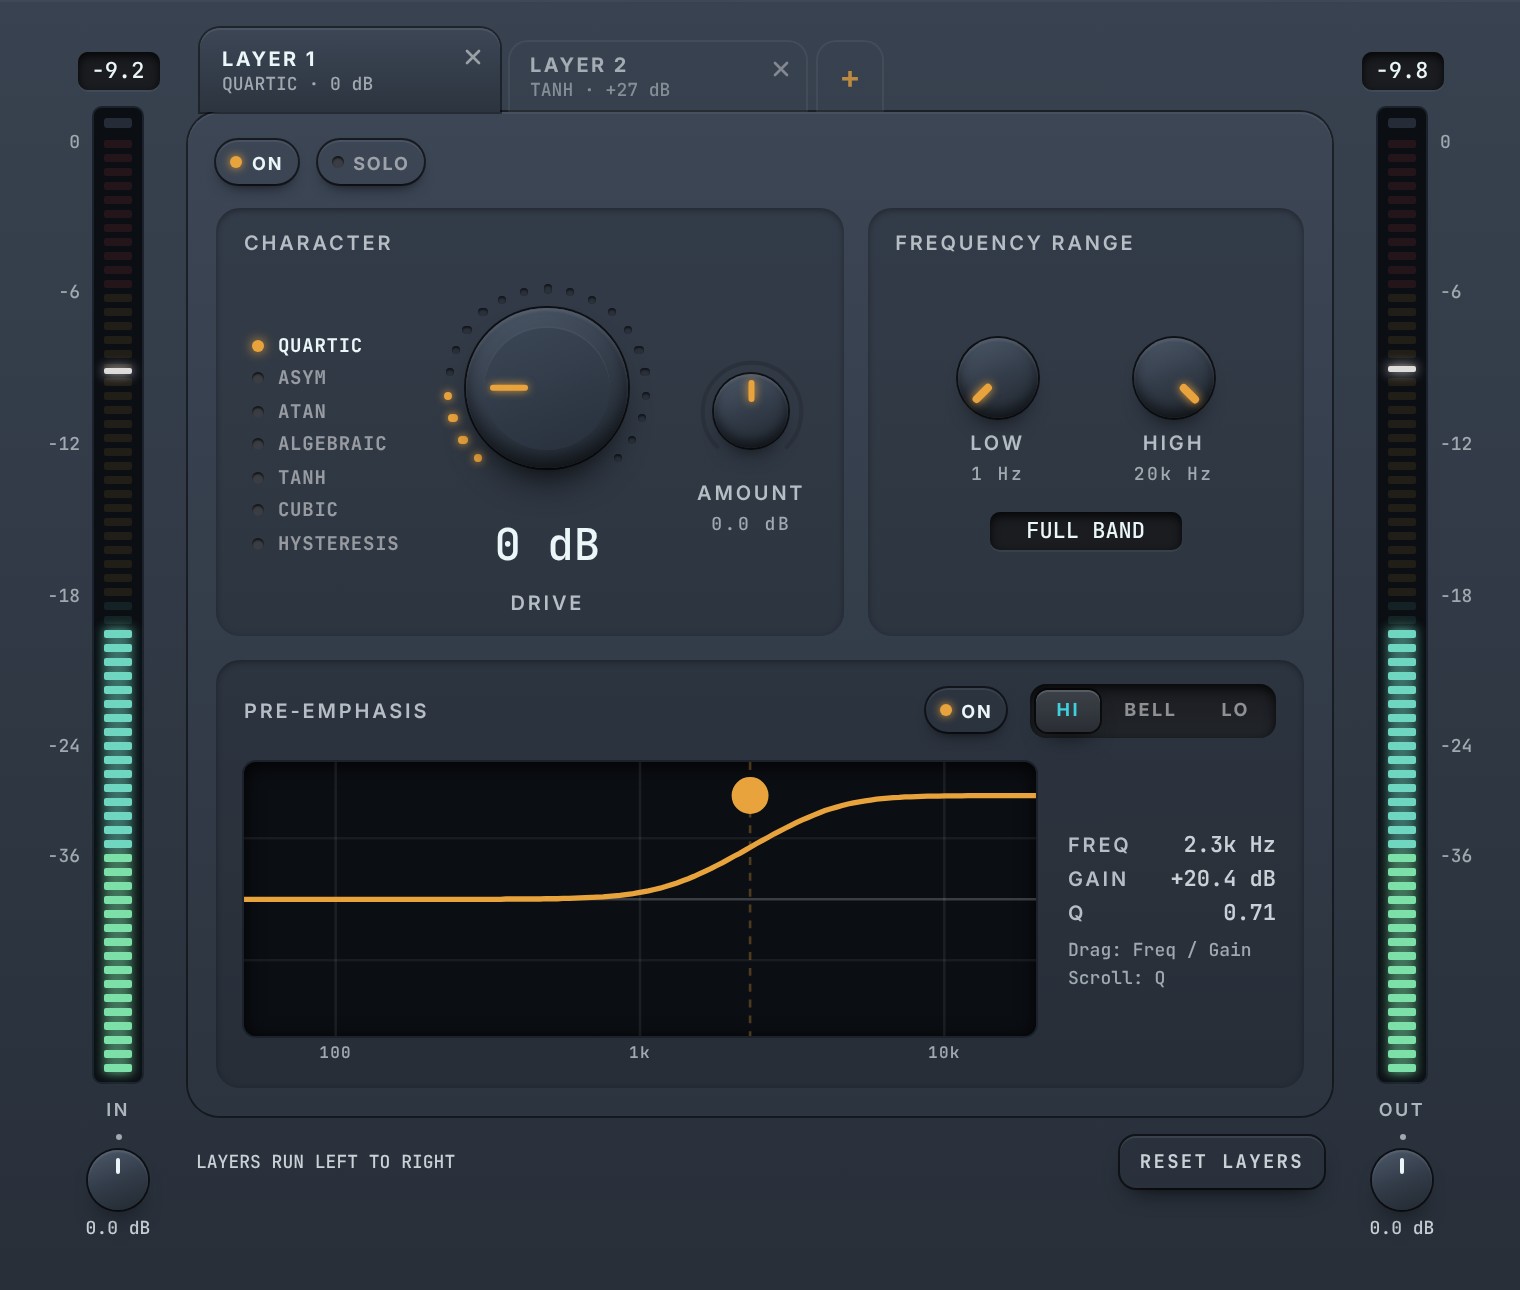 -9.2
LAYER 1
QUARTIC · 0 dB
LAYER 2
TANH · +27 dB
+
-9.8
ON
SOLO
0
-6
-12
-18
-24
-36
CHARACTER
QUARTIC
ASYM
ATAN
ALGEBRAIC
TANH
CUBIC
HYSTERESIS
0 dB
DRIVE
AMOUNT
0.0 dB
FREQUENCY RANGE
LOW
1 Hz
HIGH
20k Hz
FULL BAND
PRE-EMPHASIS
ON
HI
BELL
LO
100
1k
10k
FREQ 2.3k Hz
GAIN +20.4 dB
Q 0.71
Drag: Freq / Gain
Scroll: Q
0
-6
-12
-18
-24
-36
IN
0.0 dB
LAYERS RUN LEFT TO RIGHT
RESET LAYERS
OUT
0.0 dB